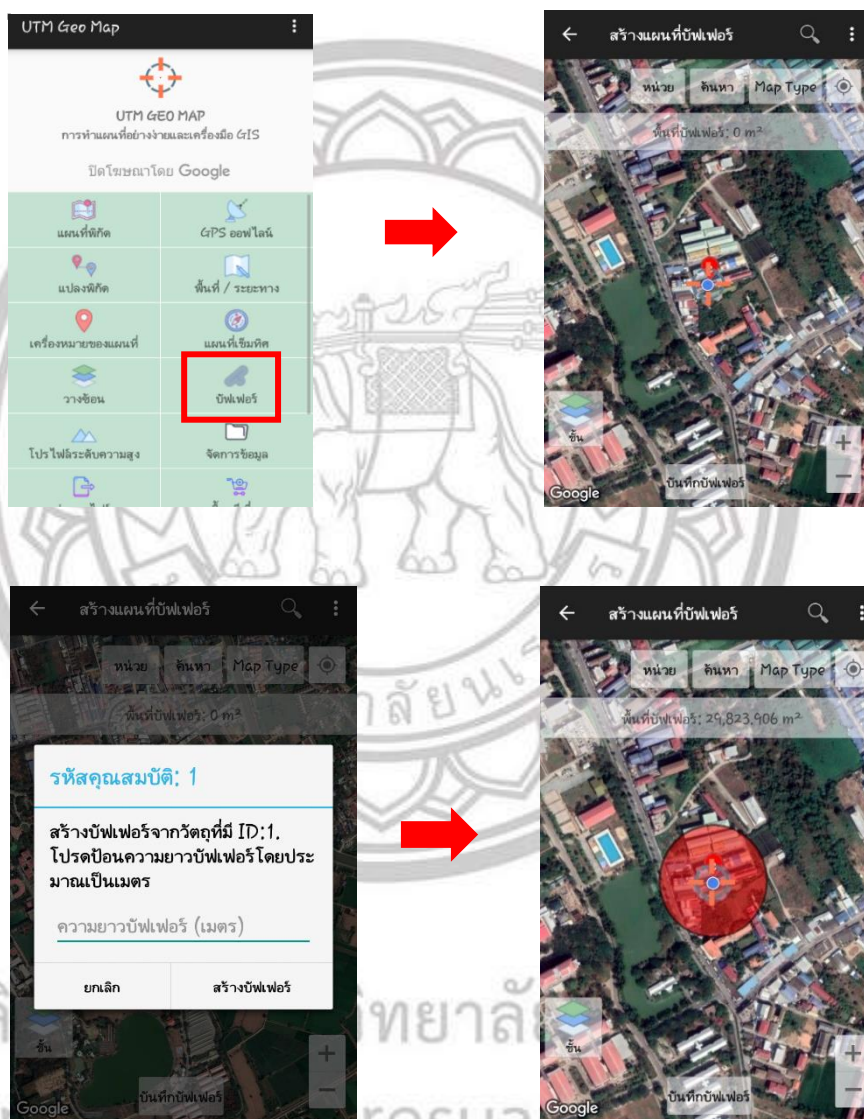 UTM Geo Map
UTM GEO MAP
การทำแผนที่อย่างง่ายและเครื่องมือ GIS
ปิดโฆษณาโดย Google
แผนที่พิกัด
GPS ออฟไลน์
แปลงพิกัด
พื้นที่ / ระยะทาง
เครื่องหมายของแผนที่
แผนที่เข็มทิศ
วางซ้อน
บัฟเฟอร์
โปรไฟล์ระดับความสูง
จัดการข้อมูล
สร้างแผนที่บัฟเฟอร์
หน่วย
ค้นหา
Map Type
พื้นที่บัฟเฟอร์: 0 m²
ชั้น
บันทึกบัฟเฟอร์
Google
สร้างแผนที่บัฟเฟอร์
หน่วย
ค้นหา
Map Type
พื้นที่บัฟเฟอร์: 0 m²
รหัสคุณสมบัติ: 1
สร้างบัฟเฟอร์จากวัตถุที่มี ID:1.
โปรดป้อนความยาวบัฟเฟอร์โดยประ
มาณเป็นเมตร
ความยาวบัฟเฟอร์ (เมตร)
ยกเลิก
สร้างบัฟเฟอร์
ชั้น
บันทึกบัฟเฟอร์
Google
สร้างแผนที่บัฟเฟอร์
หน่วย
ค้นหา
Map Type
พื้นที่บัฟเฟอร์: 29,823.906 m²
ชั้น
บันทึกบัฟเฟอร์
Google